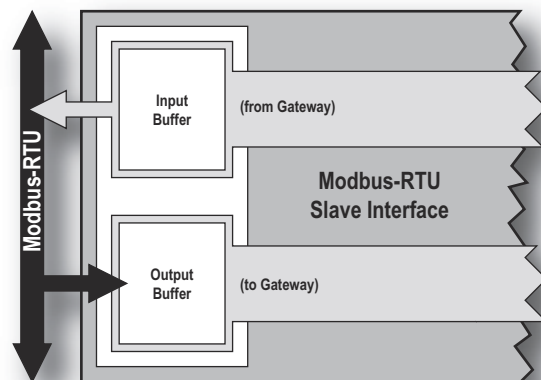 Modbus-RTU
Input
Buffer
(from Gateway)
Modbus-RTU
Slave Interface
Output
Buffer
(to Gateway)